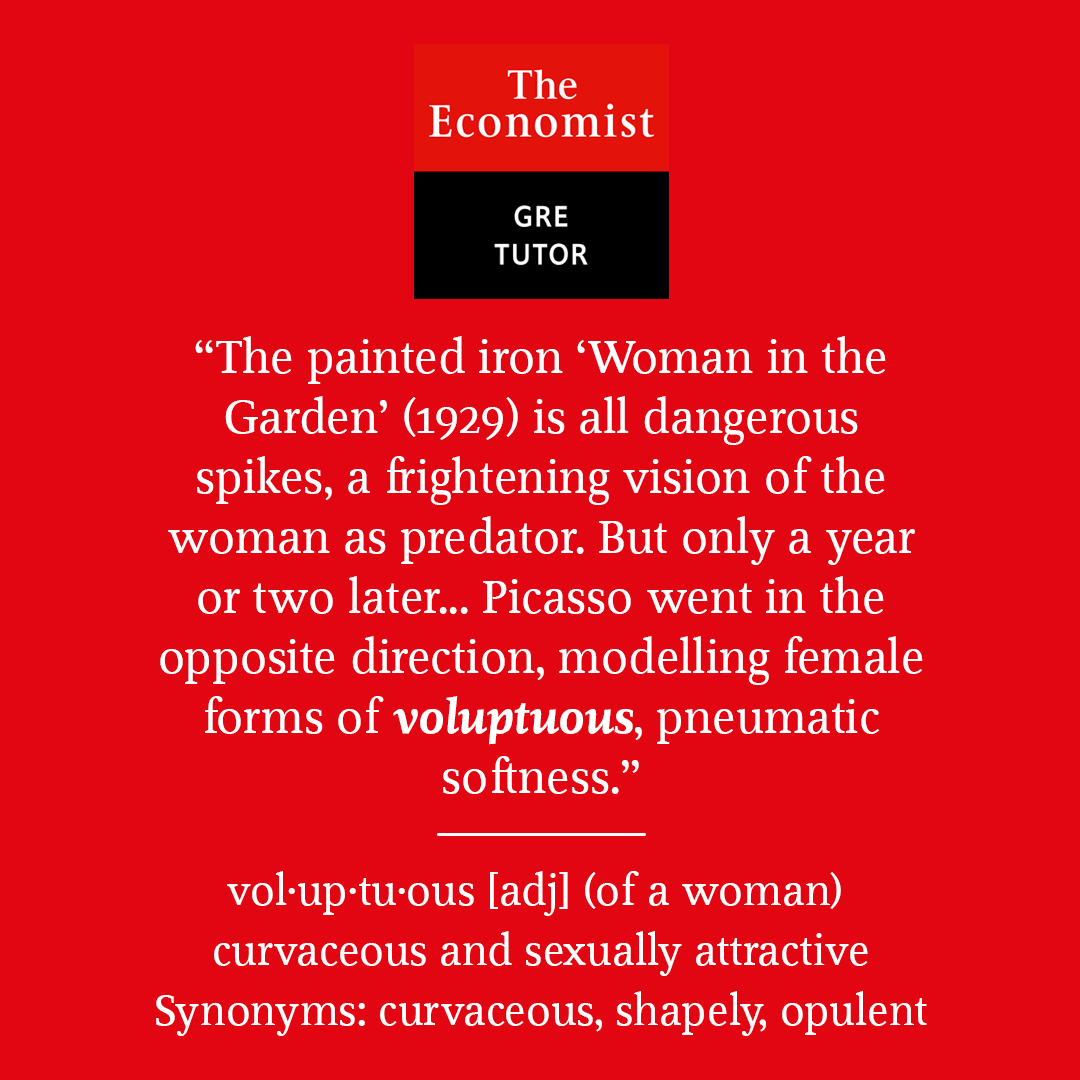 The
Economist
GRE
TUTOR
“The painted iron ‘Woman in the
Garden’ (1929) is all dangerous
spikes, a frightening vision of the
woman as predator. But only a year
or two later... Picasso went in the
opposite direction, modelling female
forms of voluptuous, pneumatic
softness.”
vol·up·tu·ous [adj] (of a woman)
curvaceous and sexually attractive
Synonyms: curvaceous, shapely, opulent